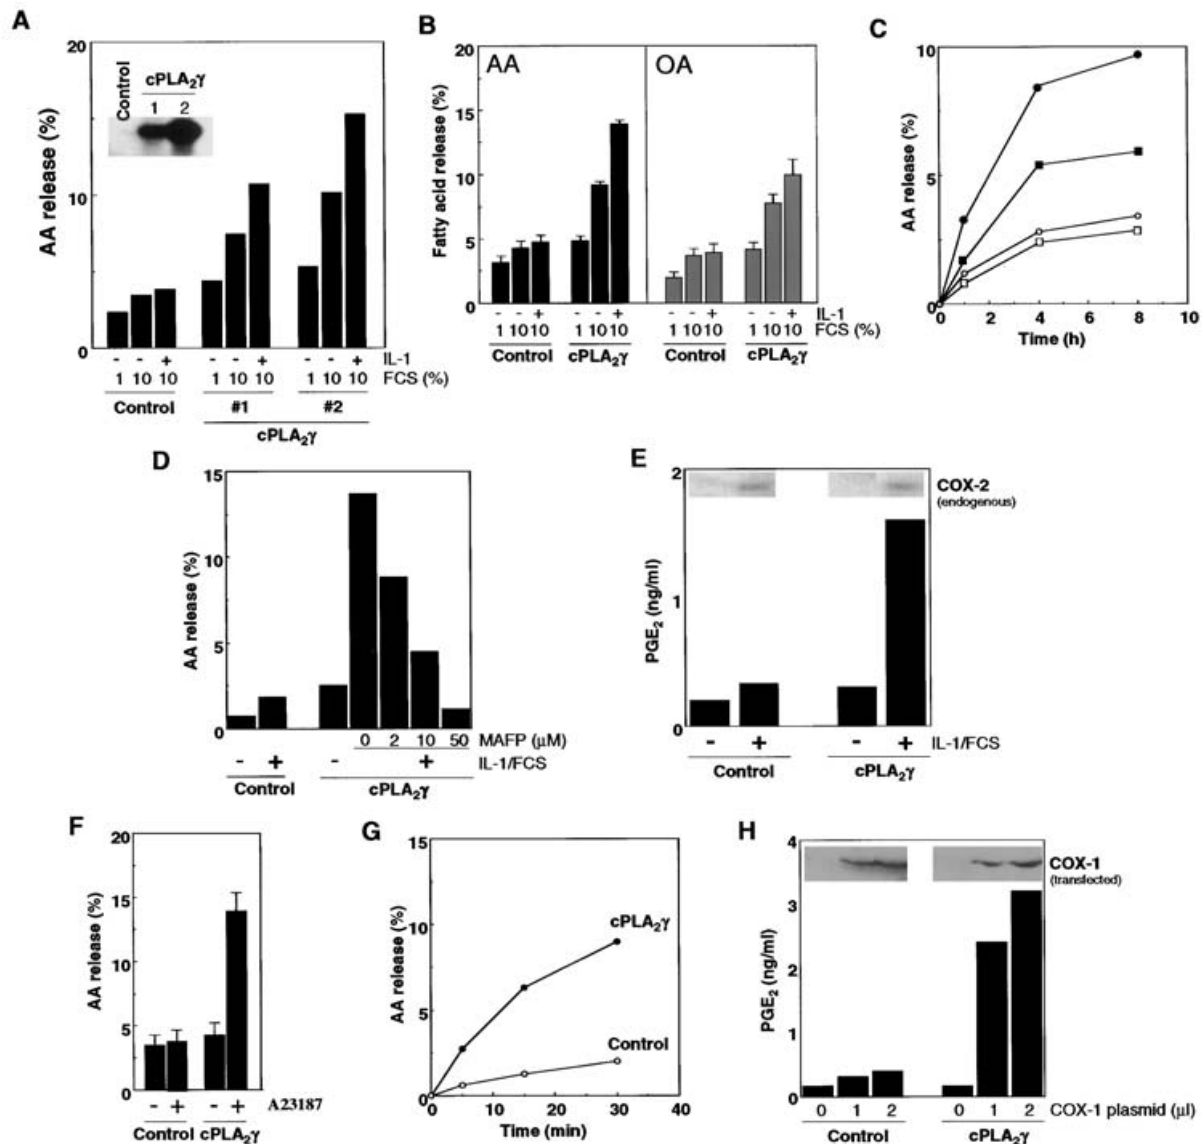 A
20
10
0
AA release (%)
Control
cPLA₂γ
1 2
- - + - - + - - + IL-1
1 10 10 1 10 10 1 10 10 FCS (%)
Control #1 #2
cPLA₂γ
B
20
15
10
5
0
Fatty acid release (%)
AA OA
- - + - - + - - + - - + IL-1
1 10 10 1 10 10 1 10 10 1 10 10 FCS (%)
Control cPLA₂γ Control cPLA₂γ
C
10
5
0
AA release (%)
0 2 4 6 8 10
Time (h)
D
15
10
5
0
AA release (%)
0 2 10 50 MAFP (μM)
- + - + IL-1/FCS
Control cPLA₂γ
E
2
1
0
PGE₂ (ng/ml)
COX-2
(endogenous)
- + - + IL-1/FCS
Control cPLA₂γ
F
20
15
10
5
0
AA release (%)
- + - + A23187
Control cPLA₂γ
G
15
10
5
0
AA release (%)
cPLA₂γ
Control
0 10 20 30 40
Time (min)
H
4
3
2
1
0
PGE₂ (ng/ml)
COX-1
(transfected)
0 1 2 0 1 2 COX-1 plasmid (μl)
Control cPLA₂γ